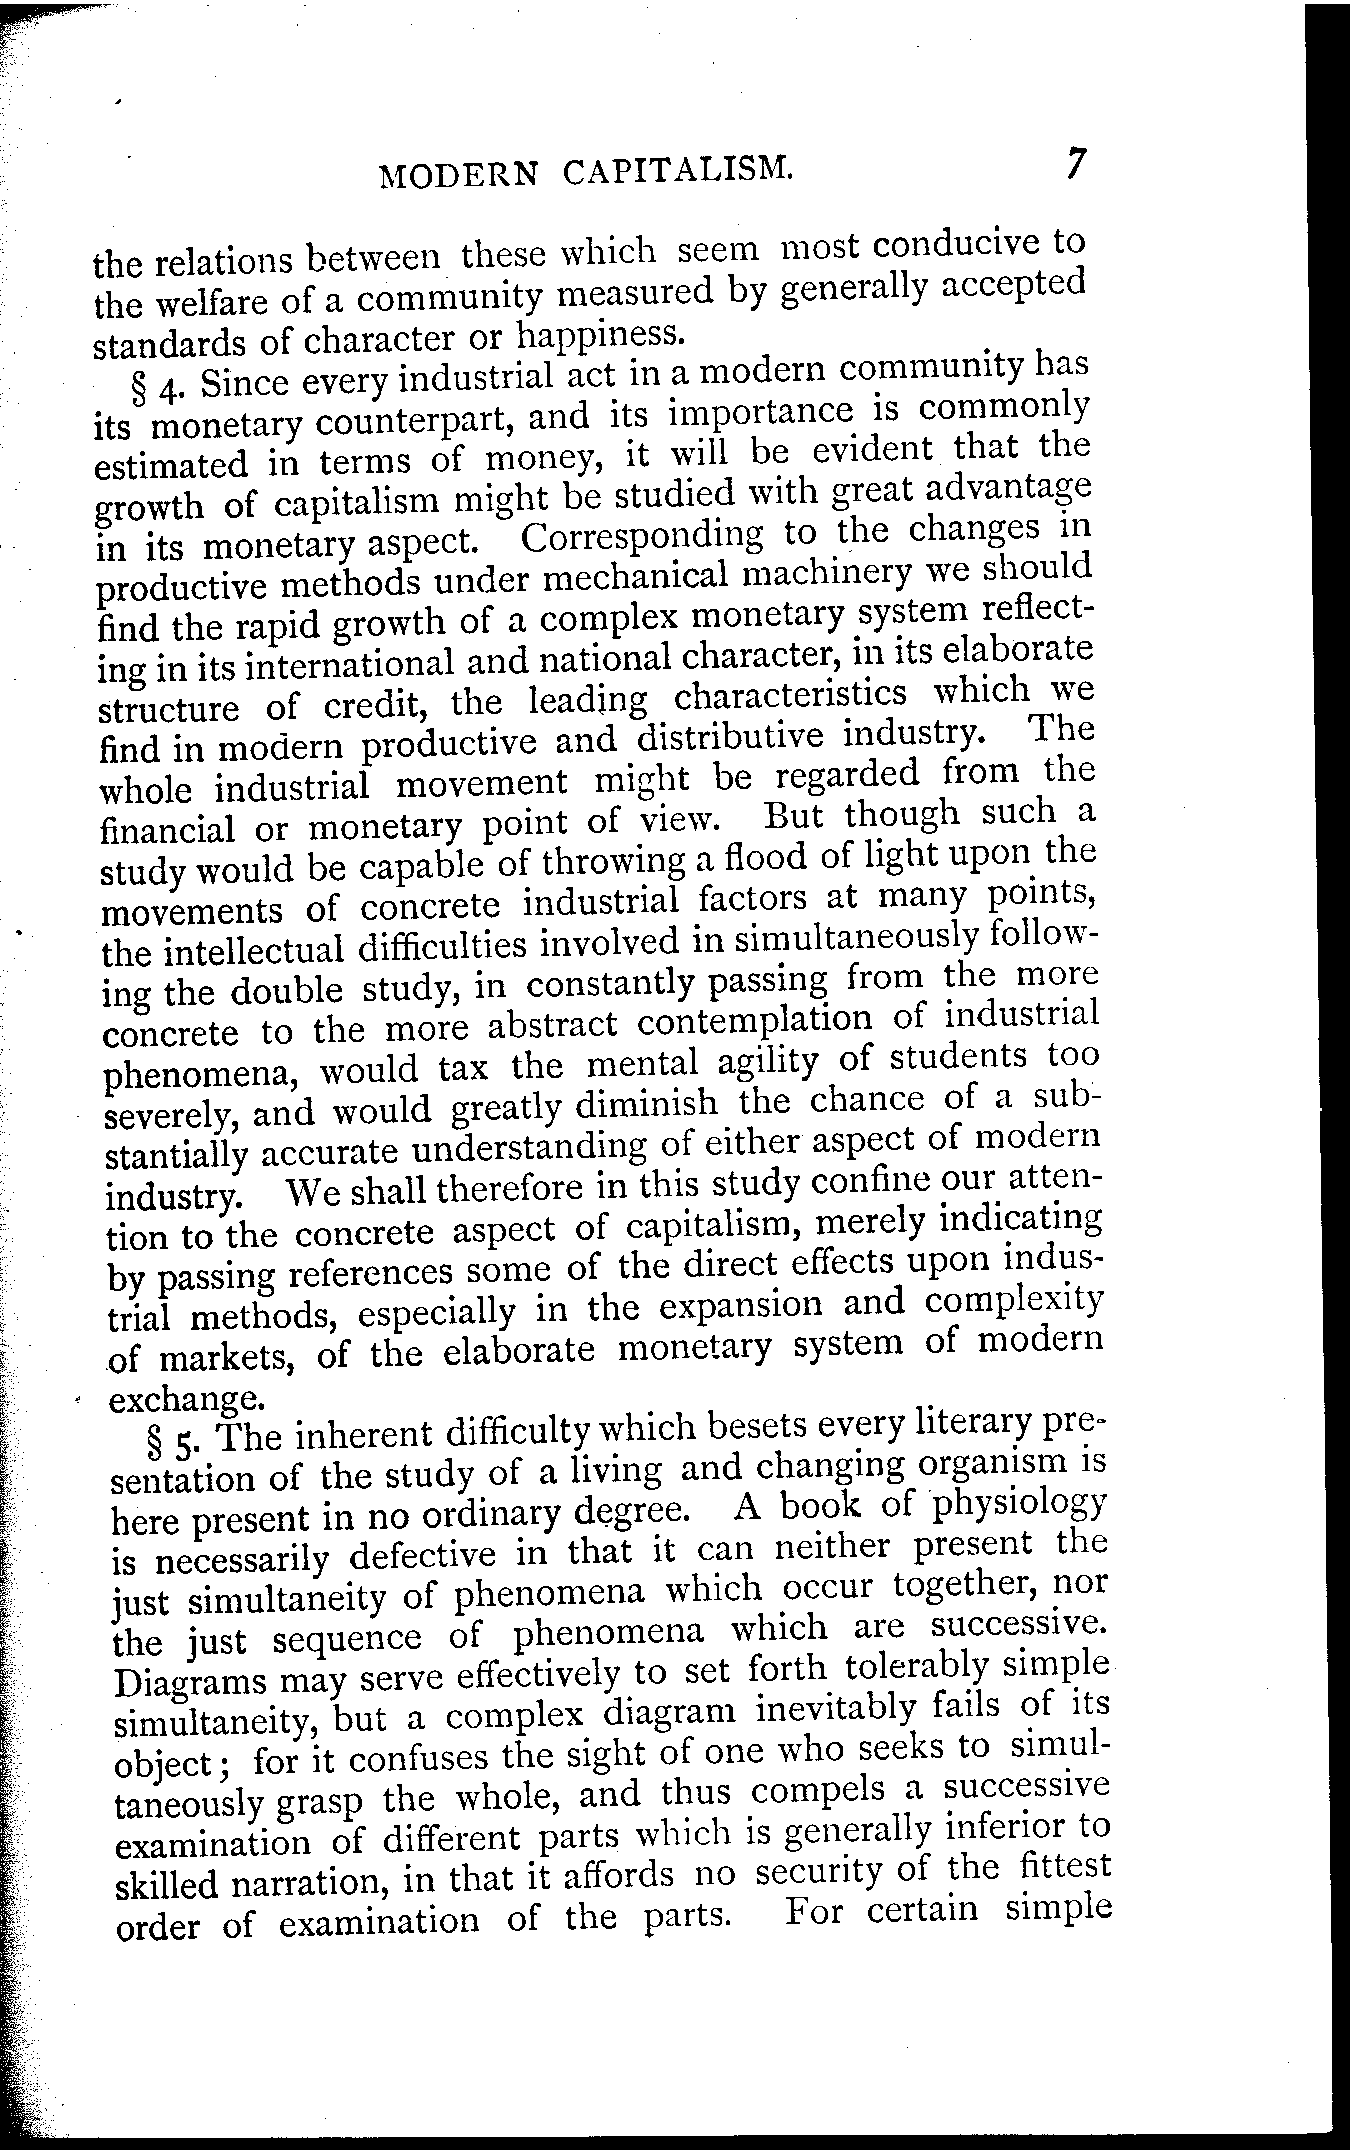 MODERN CAPITALISM. 7
the relations between these which seem most conducive to
the welfare of a community measured by generally accepted
standards of character or happiness.
§ 4. Since every industrial act in a modern community has
its monetary counterpart, and its importance is commonly
estimated in terms of money, it will be evident that the
growth of capitalism might be studied with great advantage
in its monetary aspect. Corresponding to the changes in
productive methods under mechanical machinery we should
find the rapid growth of a complex monetary system reflect-
ing in its international and national character, in its elaborate
structure of credit, the leading characteristics which we
find in modern productive and distributive industry. The
whole industrial movement might be regarded from the
financial or monetary point of view. But though such a
study would be capable of throwing a flood of light upon the
movements of concrete industrial factors at many points,
the intellectual difficulties involved in simultaneously follow-
ing the double study, in constantly passing from the more
concrete to the more abstract contemplation of industrial
phenomena, would tax the mental agility of students too
severely, and would greatly diminish the chance of a sub-
stantially accurate understanding of either aspect of modern
industry. We shall therefore in this study confine our atten-
tion to the concrete aspect of capitalism, merely indicating
by passing references some of the direct effects upon indus-
trial methods, especially in the expansion and complexity
of markets, of the elaborate monetary system of modern
exchange.
§ 5. The inherent difficulty which besets every literary pre-
sentation of the study of a living and changing organism is
here present in no ordinary degree. A book of physiology
is necessarily defective in that it can neither present the
just simultaneity of phenomena which occur together, nor
the just sequence of phenomena which are successive.
Diagrams may serve effectively to set forth tolerably simple
simultaneity, but a complex diagram inevitably fails of its
object; for it confuses the sight of one who seeks to simul-
taneously grasp the whole, and thus compels a successive
examination of different parts which is generally inferior to
skilled narration, in that it affords no security of the fittest
order of examination of the parts. For certain simple